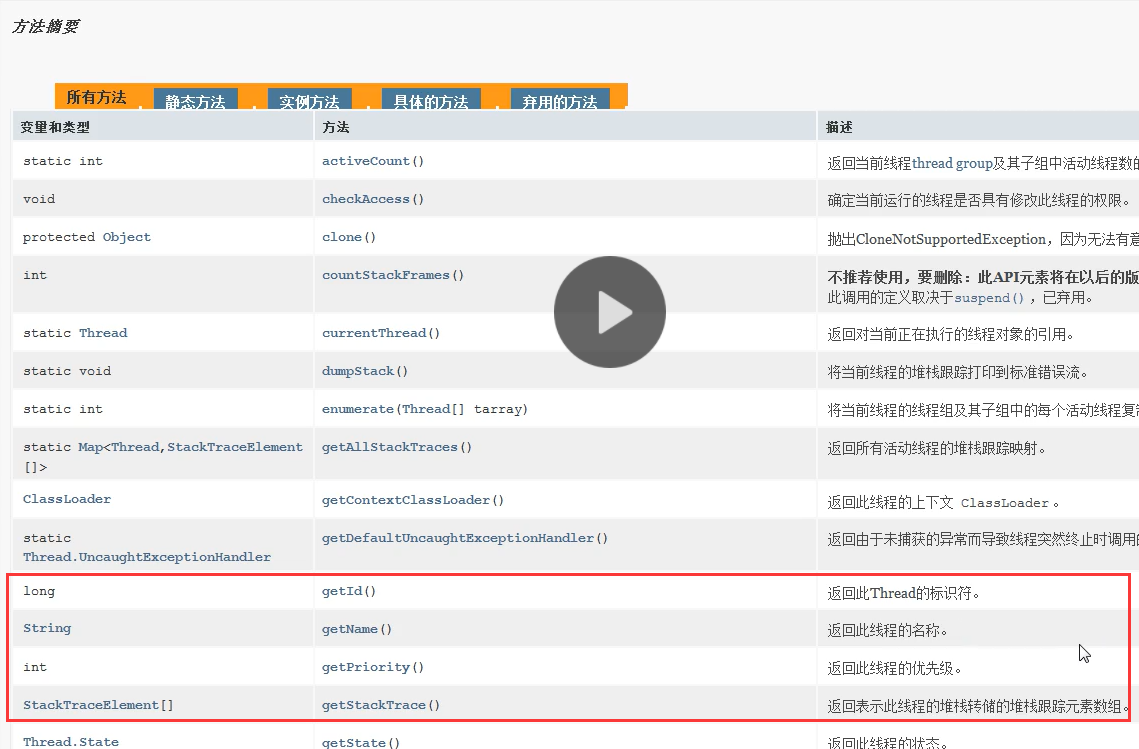 方法摘要
所有方法 静态方法 实例方法 具体的方法 弃用的方法
变量和类型 方法 描述
static int activeCount() 返回当前线程thread group及其子组中活动线程数的
void checkAccess() 确定当前运行的线程是否具有修改此线程的权限。
protected Object clone() 抛出CloneNotSupportedException，因为无法有意
int countStackFrames() 不推荐使用，要删除：此API元素将在以后的版
此调用的定义取决于suspend() ，已弃用。
static Thread currentThread() 返回对当前正在执行的线程对象的引用。
static void dumpStack() 将当前线程的堆栈跟踪打印到标准错误流。
static int enumerate(Thread[] tarray) 将当前线程的线程组及其子组中的每个活动线程复制
static Map<Thread,StackTraceElement getAllStackTraces() 返回所有活动线程的堆栈跟踪映射。
[]>
ClassLoader getContextClassLoader() 返回此线程的上下文 ClassLoader 。
static getDefaultUncaughtExceptionHandler() 返回由于未捕获的异常而导致线程突然终止时调用的
Thread.UncaughtExceptionHandler
long getId() 返回此Thread的标识符。
String getName() 返回此线程的名称。
int getPriority() 返回此线程的优先级。
StackTraceElement[] getStackTrace() 返回表示此线程的堆栈转储的堆栈跟踪元素数组。
Thread.State getState() 返回此线程的状态。